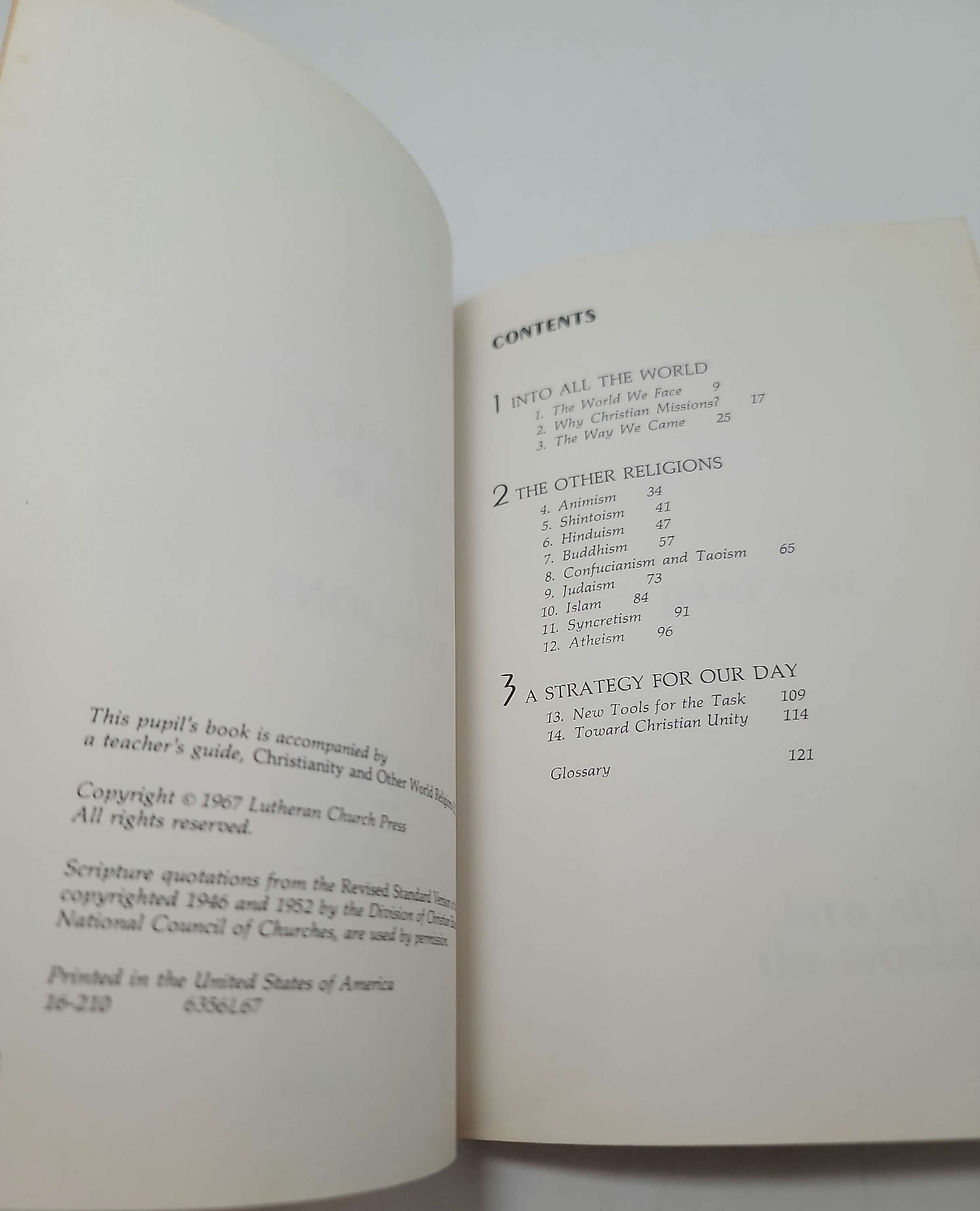 This pupil's book is accompanied by
a teacher's guide, Christianity and Other World Religions
Copyright © 1967 Lutheran Church Press
All rights reserved.
Scripture quotations from the Revised Standard Version
copyrighted 1946 and 1952 by the Division of Christian
National Council of Churches, are used by permission.
Printed in the United States of America
16-210 6356L67
CONTENTS
1 INTO ALL THE WORLD
1. The World We Face 9
2. Why Christian Missions? 17
3. The Way We Came 25
2 THE OTHER RELIGIONS
4. Animism 34
5. Shintoism 41
6. Hinduism 47
7. Buddhism 57
8. Confucianism and Taoism 65
9. Judaism 73
10. Islam 84
11. Syncretism 91
12. Atheism 96
3 A STRATEGY FOR OUR DAY
13. New Tools for the Task 109
14. Toward Christian Unity 114
Glossary 121